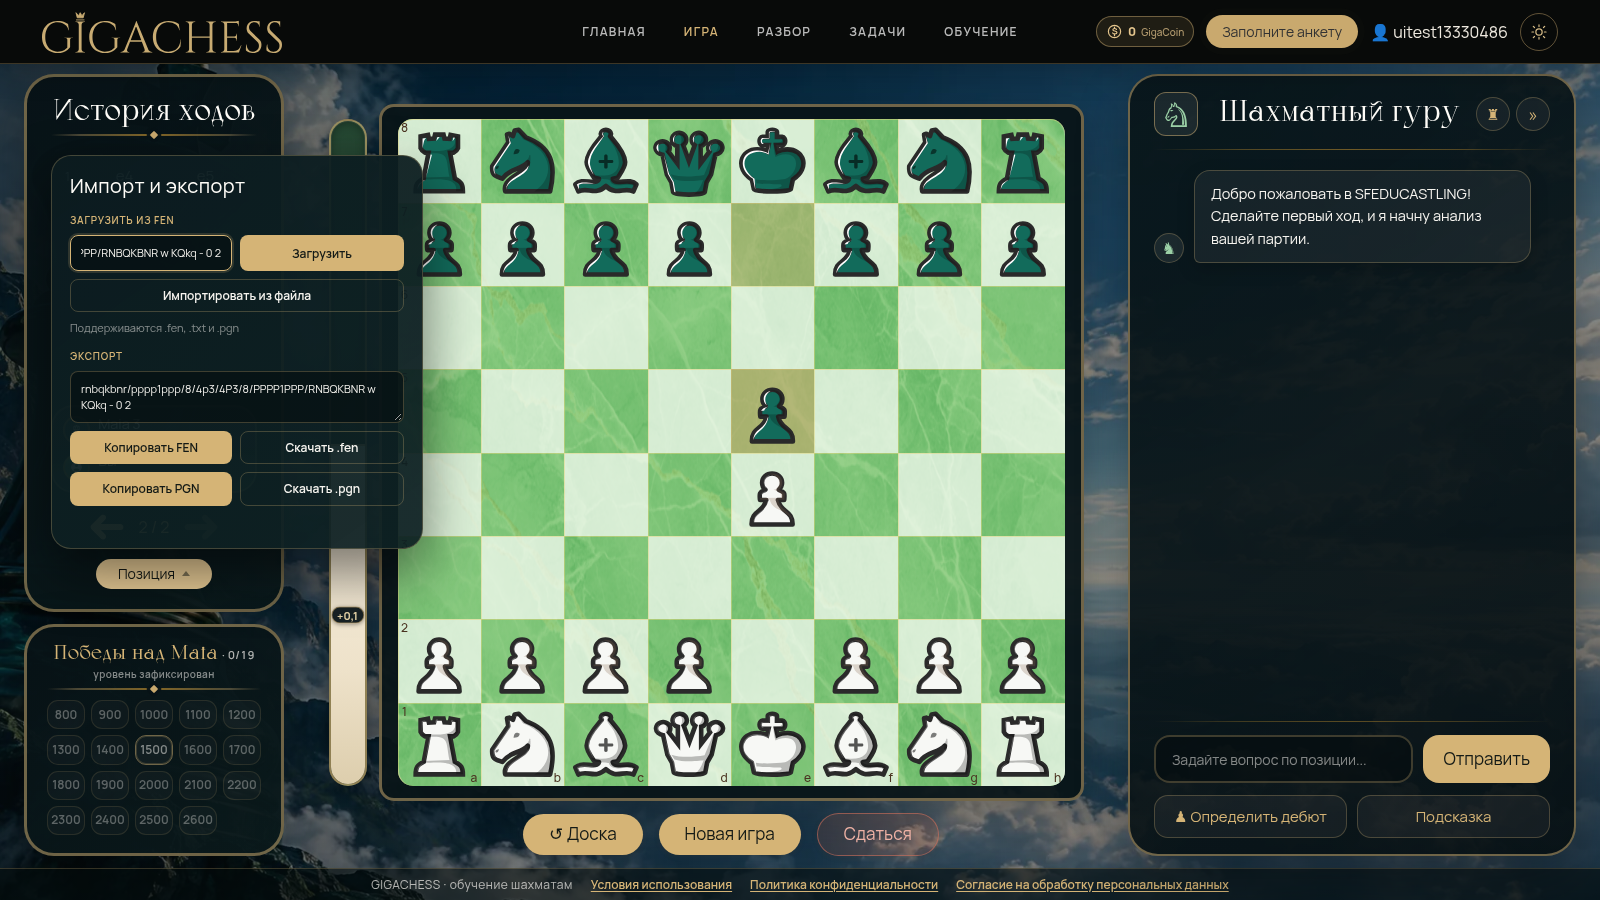 GIGACHESS
ГЛАВНАЯ
ИГРА
РАЗБОР
ЗАДАЧИ
ОБУЧЕНИЕ
0 GigaCoin
Заполните анкету
uitest13330486
История ходов
Импорт и экспорт
ЗАГРУЗИТЬ ИЗ FEN
PP/RNBQKBNR w KQkq - 0 2
Загрузить
Импортировать из файла
Поддерживаются .fen, .txt и .pgn
ЭКСПОРТ
rnbqkbnr/pppp1ppp/8/4p3/4P3/8/PPPP1PPP/RNBQKBNR w
KQkq - 0 2
Копировать FEN
Скачать .fen
Копировать PGN
Скачать .pgn
2 / 2
Позиция
Победы над Maia · 0/19
уровень зафиксирован
800 900 1000 1100 1200
1300 1400 1500 1600 1700
1800 1900 2000 2100 2200
2300 2400 2500 2600
+0,1
8
2
1
a b c d e f g h
↺ Доска
Новая игра
Сдаться
Шахматный гуру
»
Добро пожаловать в SFEDUCASTLING!
Сделайте первый ход, и я начну анализ
вашей партии.
Задайте вопрос по позиции...
Отправить
♟ Определить дебют
Подсказка
GIGACHESS · обучение шахматам
Условия использования
Политика конфиденциальности
Согласие на обработку персональных данных